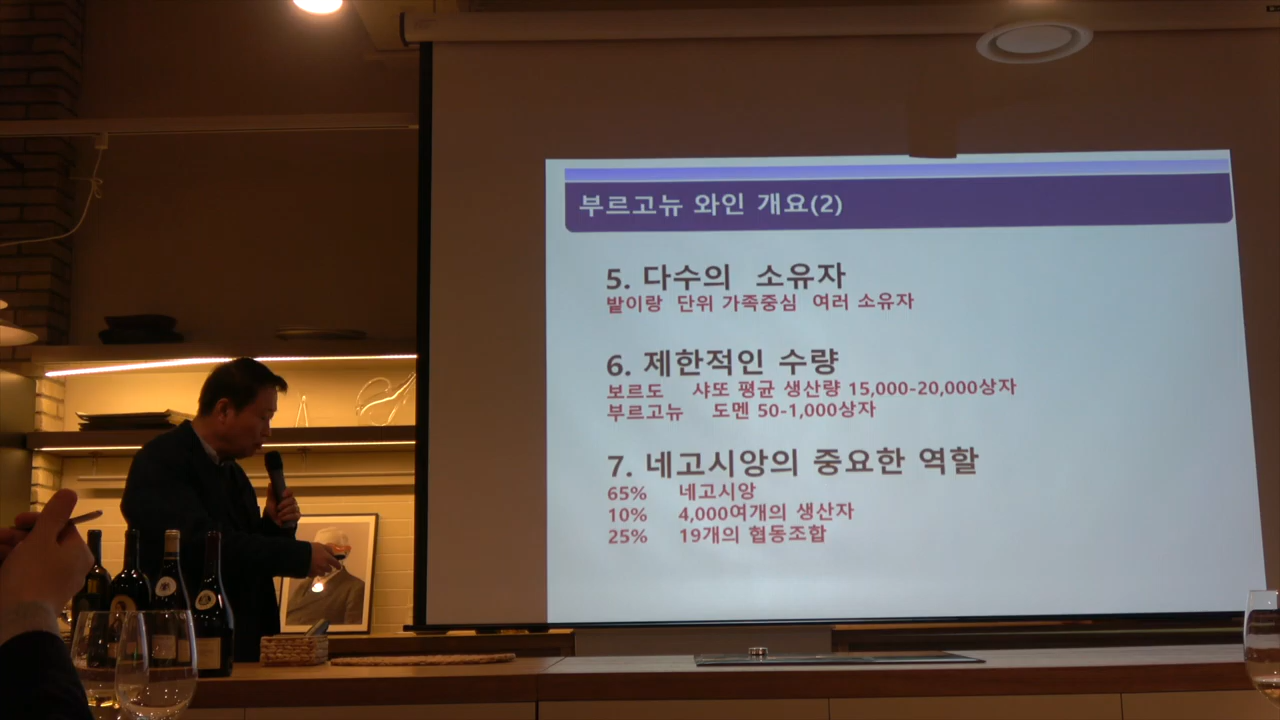 부르고뉴 와인 개요(2)
5. 다수의 소유자
밭이랑 단위 가족중심 여러 소유자
6. 제한적인 수량
보르도 샤또 평균 생산량 15,000-20,000상자
부르고뉴 도멘 50-1,000상자
7. 네고시앙의 중요한 역할
65% 네고시앙
10% 4,000여개의 생산자
25% 19개의 협동조합